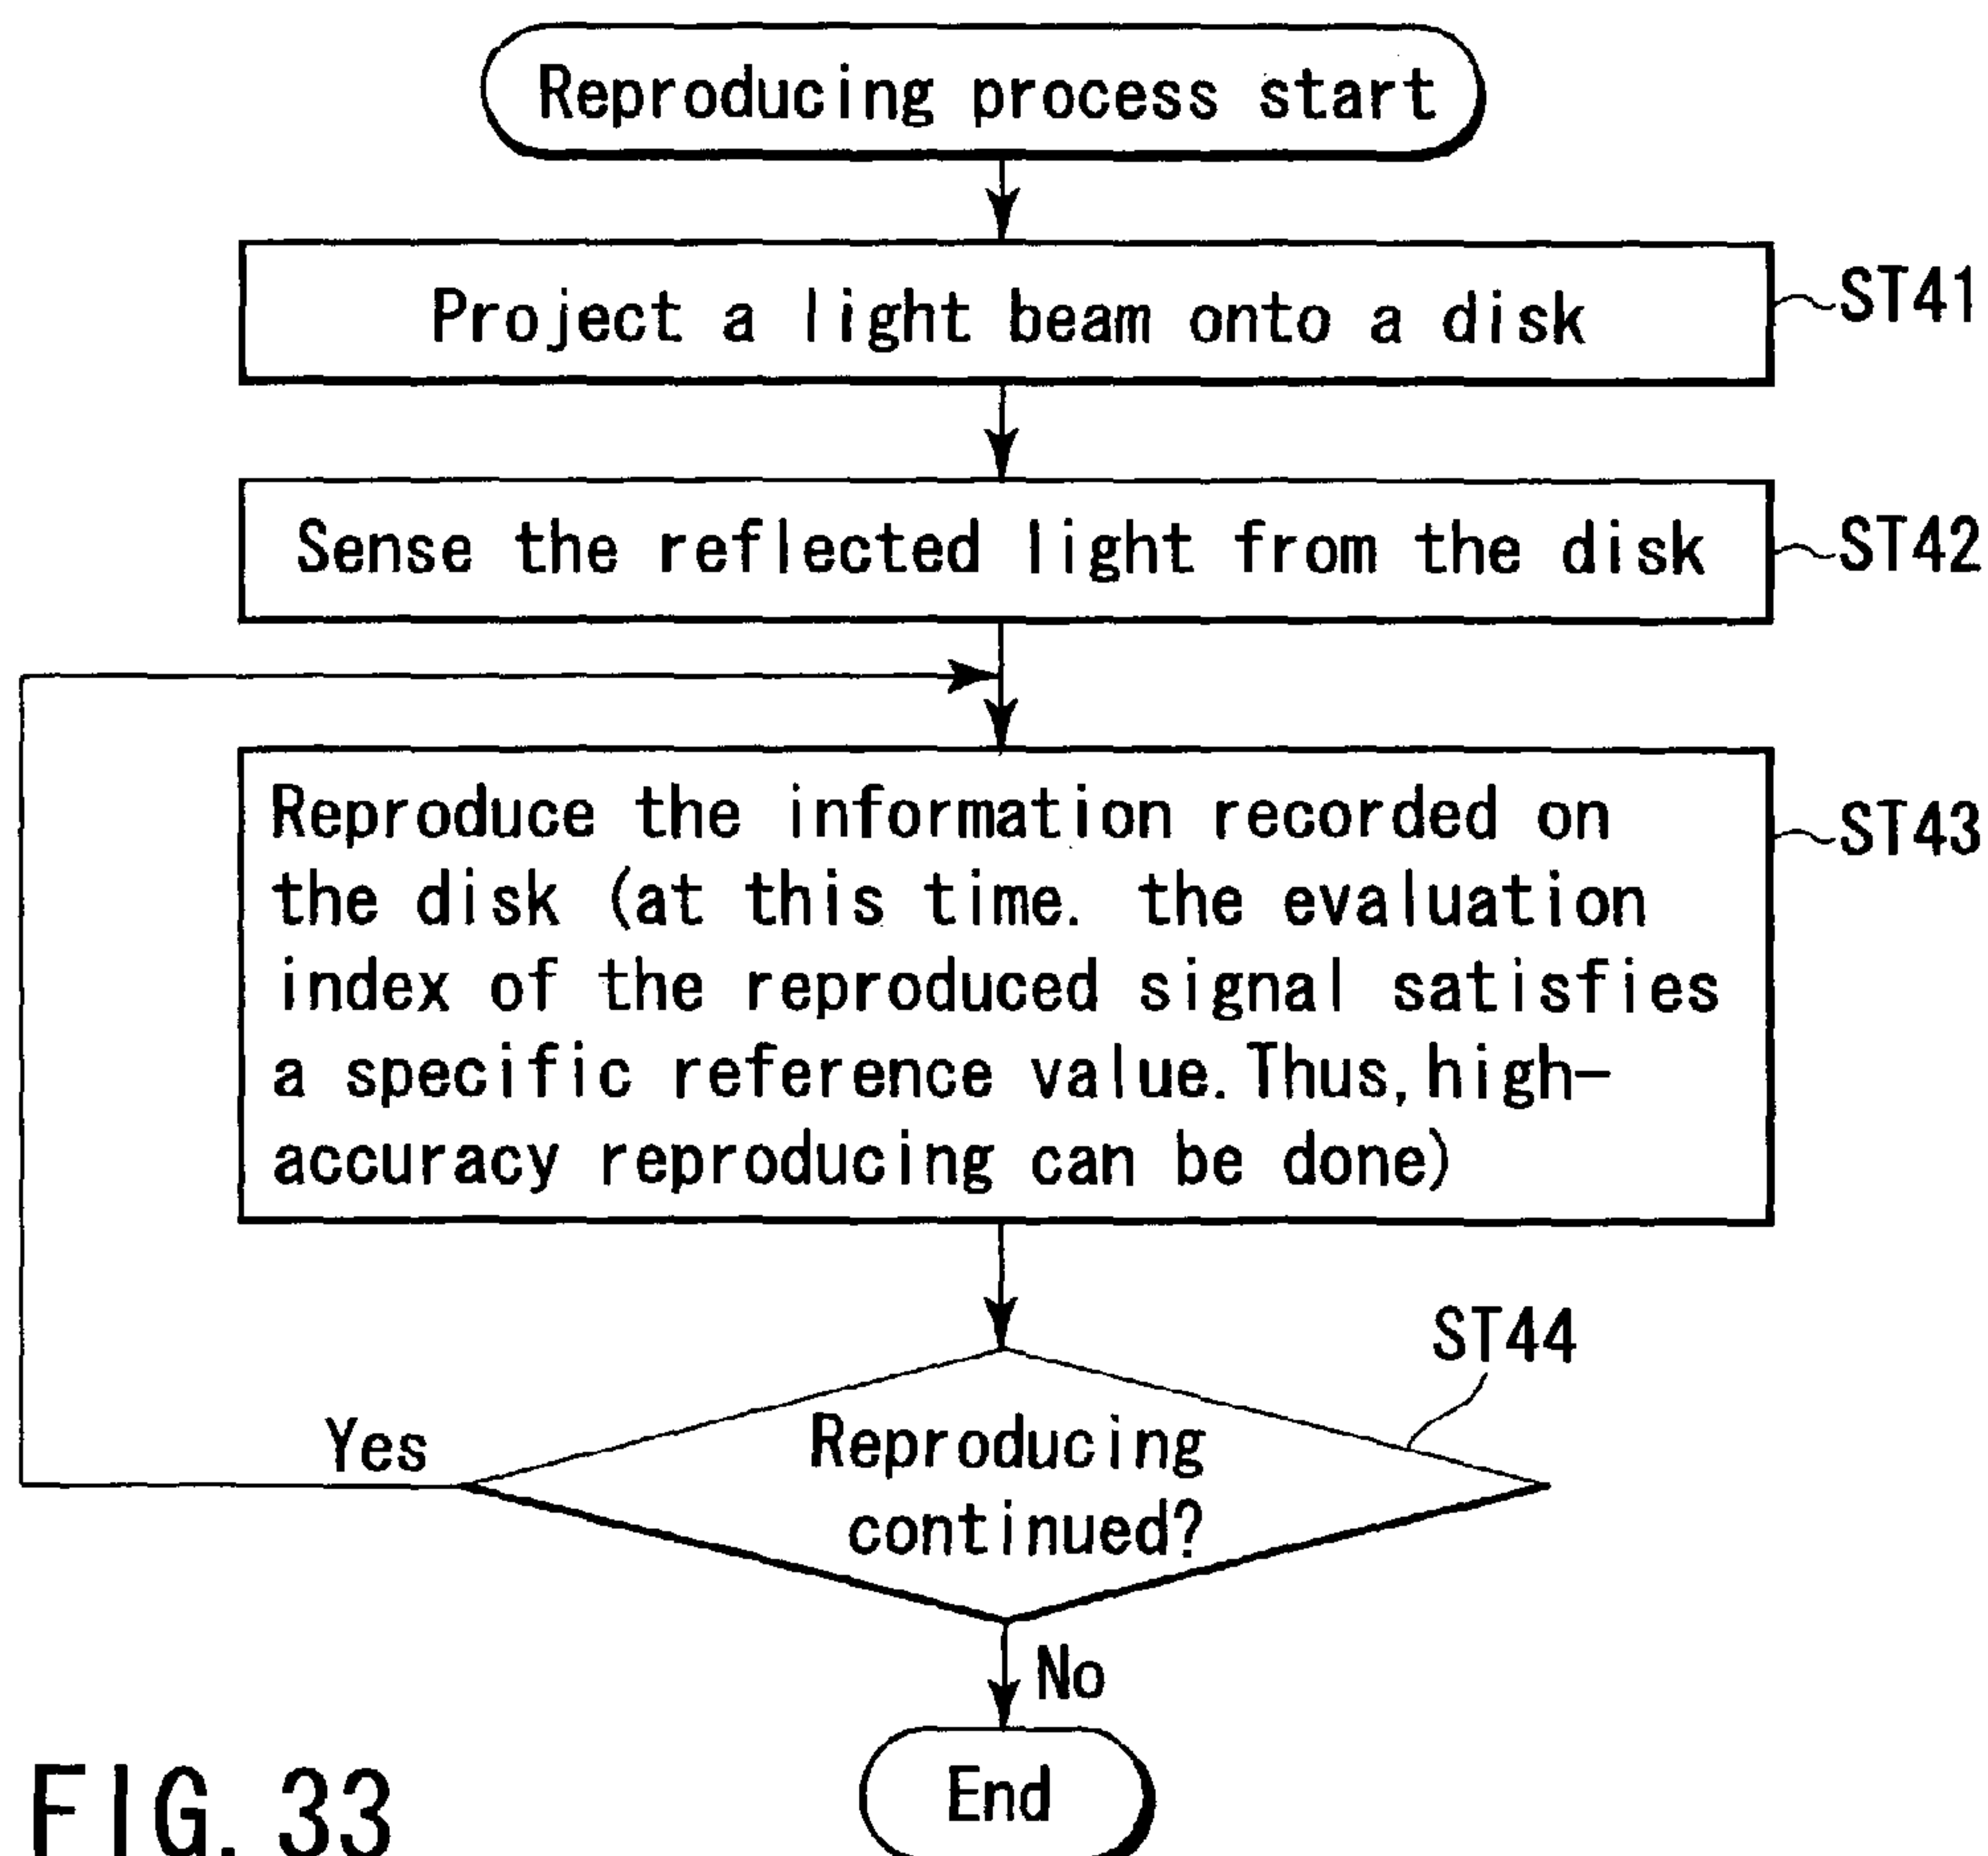 Reproducing process start
Project a light beam onto a disk
ST41
Sense the reflected light from the disk
ST42
Reproduce the information recorded on
the disk (at this time. the evaluation
index of the reproduced signal satisfies
a specific reference value. Thus, high-
accuracy reproducing can be done)
ST43
ST44
Reproducing
continued?
Yes
No
End
FIG. 33